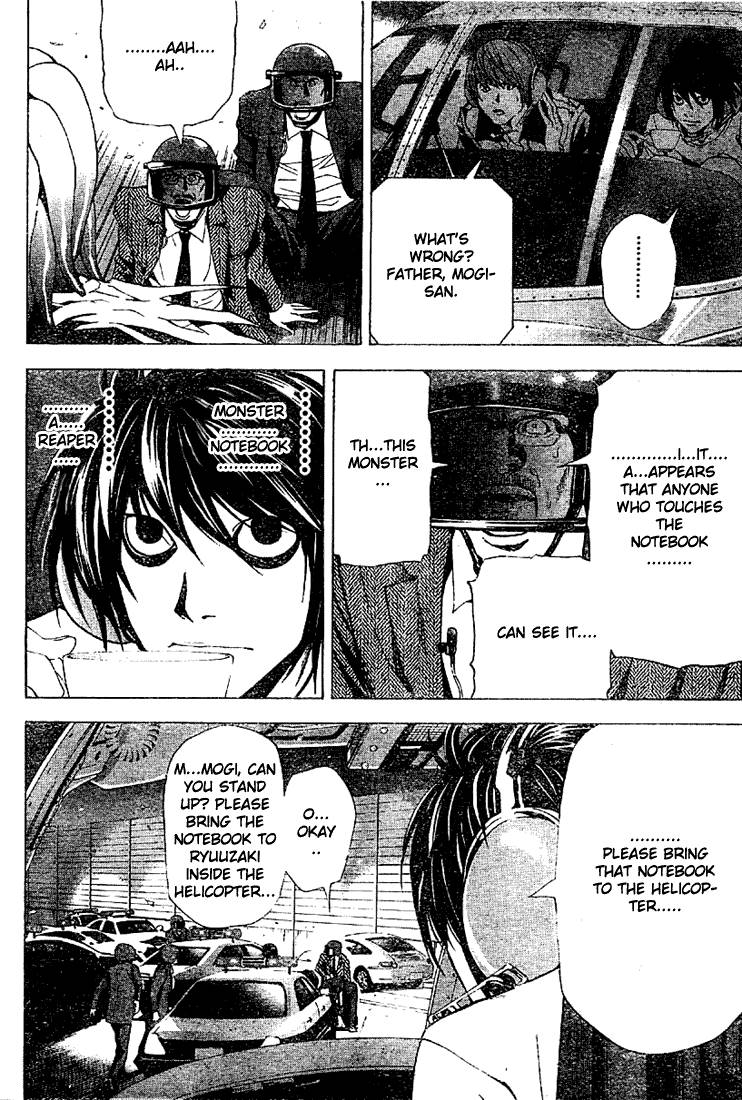 ..........
WHAT'S
WRONG?
FATHER, MOGI-
SAN.
........AAH....
AH..
.............I...IT....
A...APPEARS
THAT ANYONE
WHO TOUCHES
THE
NOTEBOOK
.........
CAN SEE IT....
TH...THIS
MONSTER
...
MONSTER
...........
NOTEBOOK
............
.........
A.....
REAPER
.....
..........
PLEASE BRING
THAT NOTEBOOK
TO THE HELICOP-
TER.....
O...
OKAY
..
M...MOGI, CAN
YOU STAND
UP? PLEASE
BRING THE
NOTEBOOK TO
RYUUZAKI
INSIDE THE
HELICOPTER...